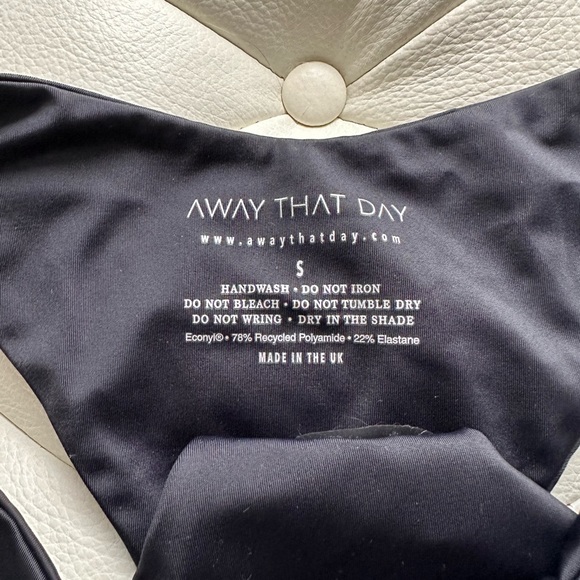 AWAY THAT DAY
www.awaythatday.com
S
HANDWASH • DO NOT IRON
DO NOT BLEACH • DO NOT TUMBLE DRY
DO NOT WRING • DRY IN THE SHADE
Econyl® • 78% Recycled Polyamide • 22% Elastane
MADE IN THE UK